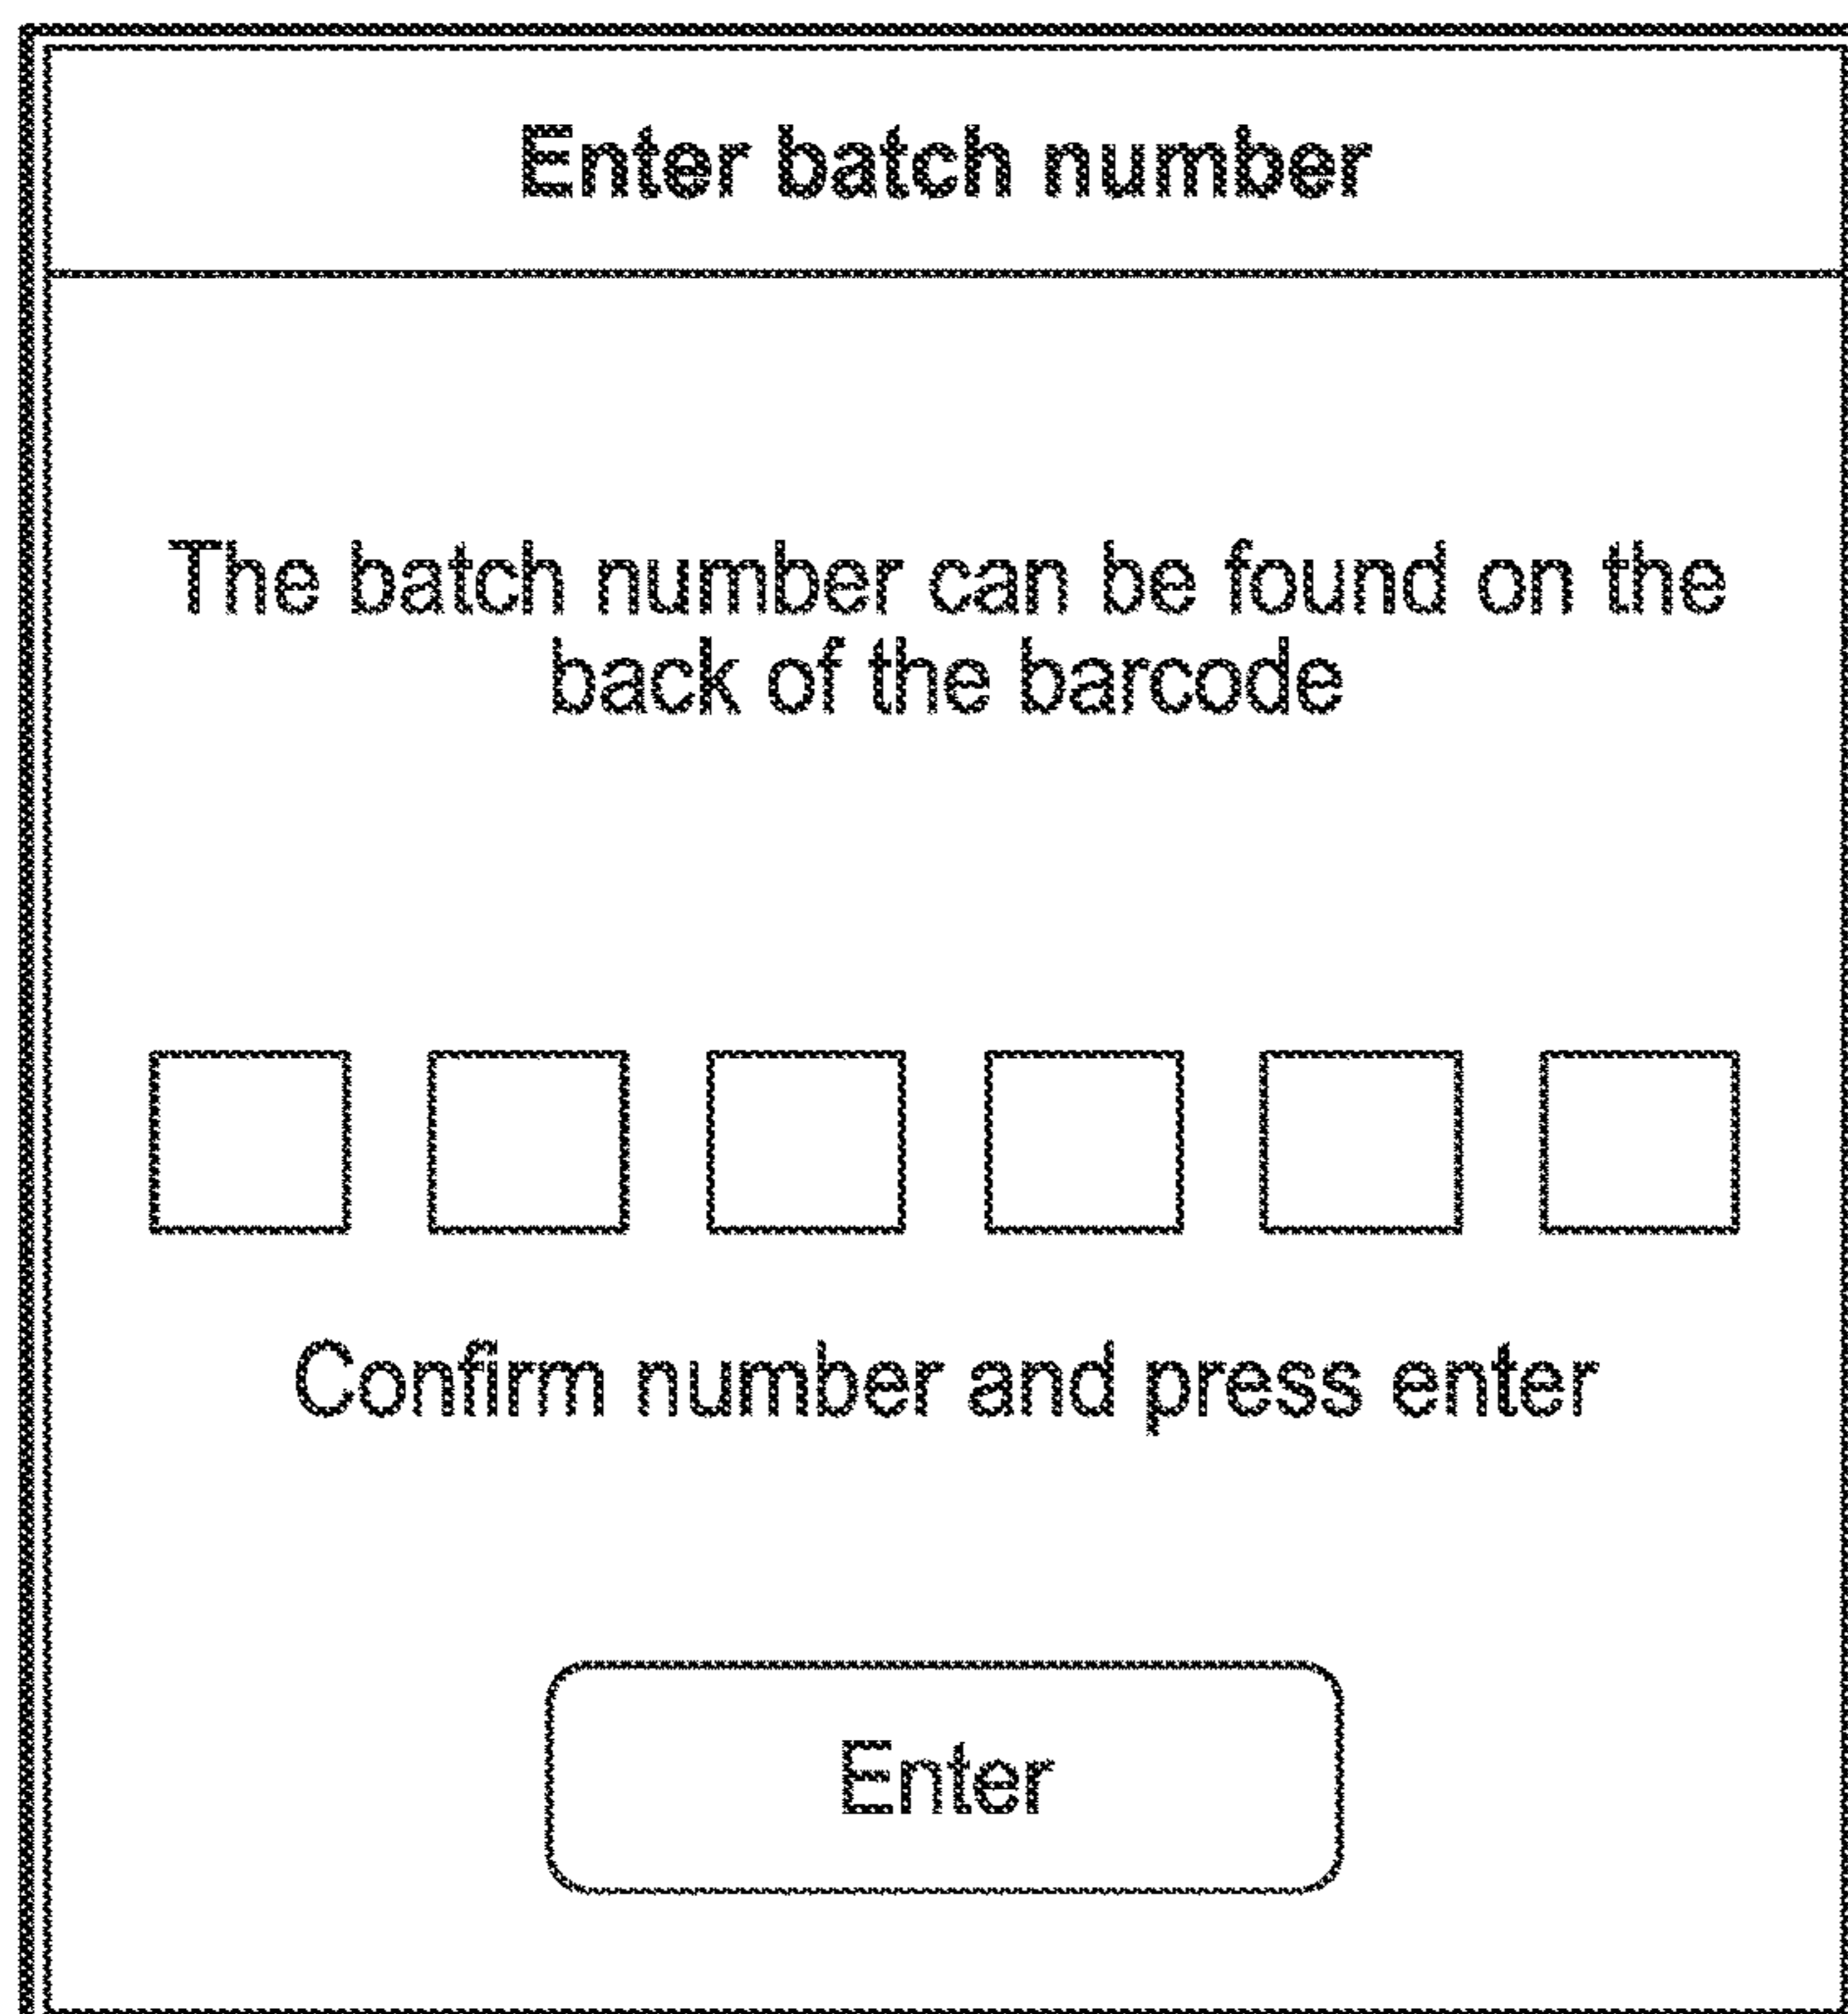 Enter batch number
The batch number can be found on the
back of the barcode
Confirm number and press enter
Enter